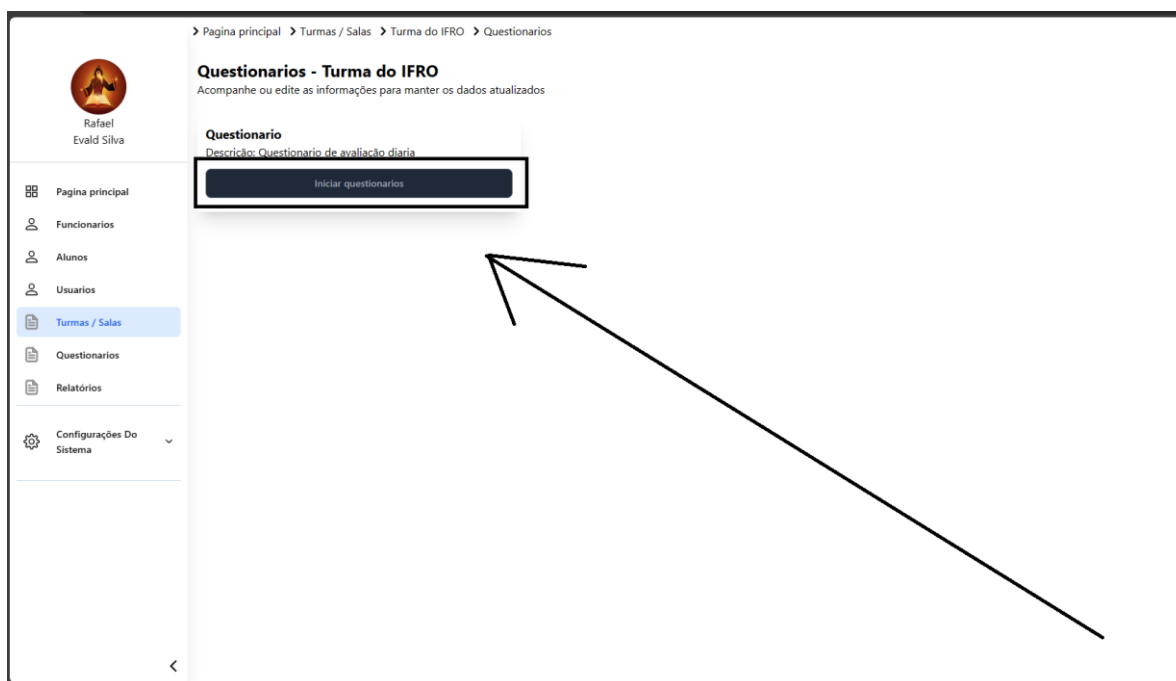 Pagina principal Turmas / Salas Turma do IFRO Questionarios
Questionarios - Turma do IFRO
Acompanhe ou edite as informações para manter os dados atualizados
Rafael
Evald Silva
Questionario
Descrição: Questionario de avaliação diaria
Iniciar questionarios
Pagina principal
Funcionarios
Alunos
Usuarios
Turmas / Salas
Questionarios
Relatórios
Configurações Do
Sistema